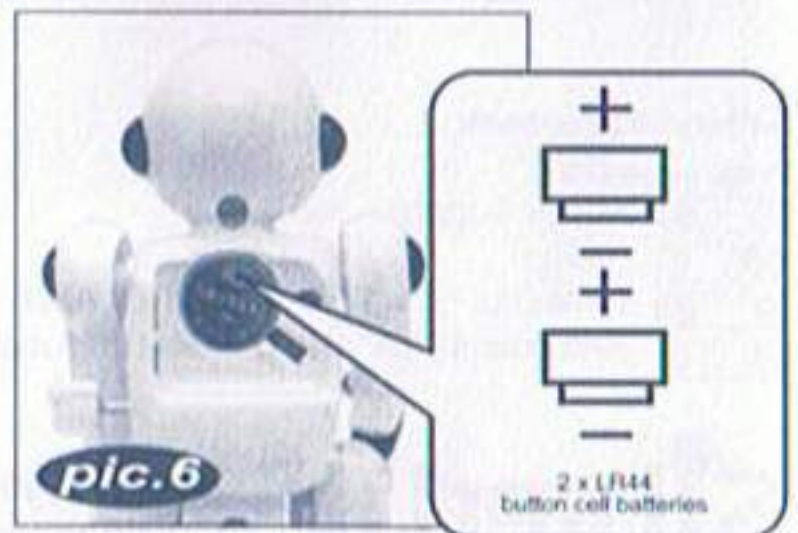 +
—
+
—
2 x LR44
button cell batteries
pic.6